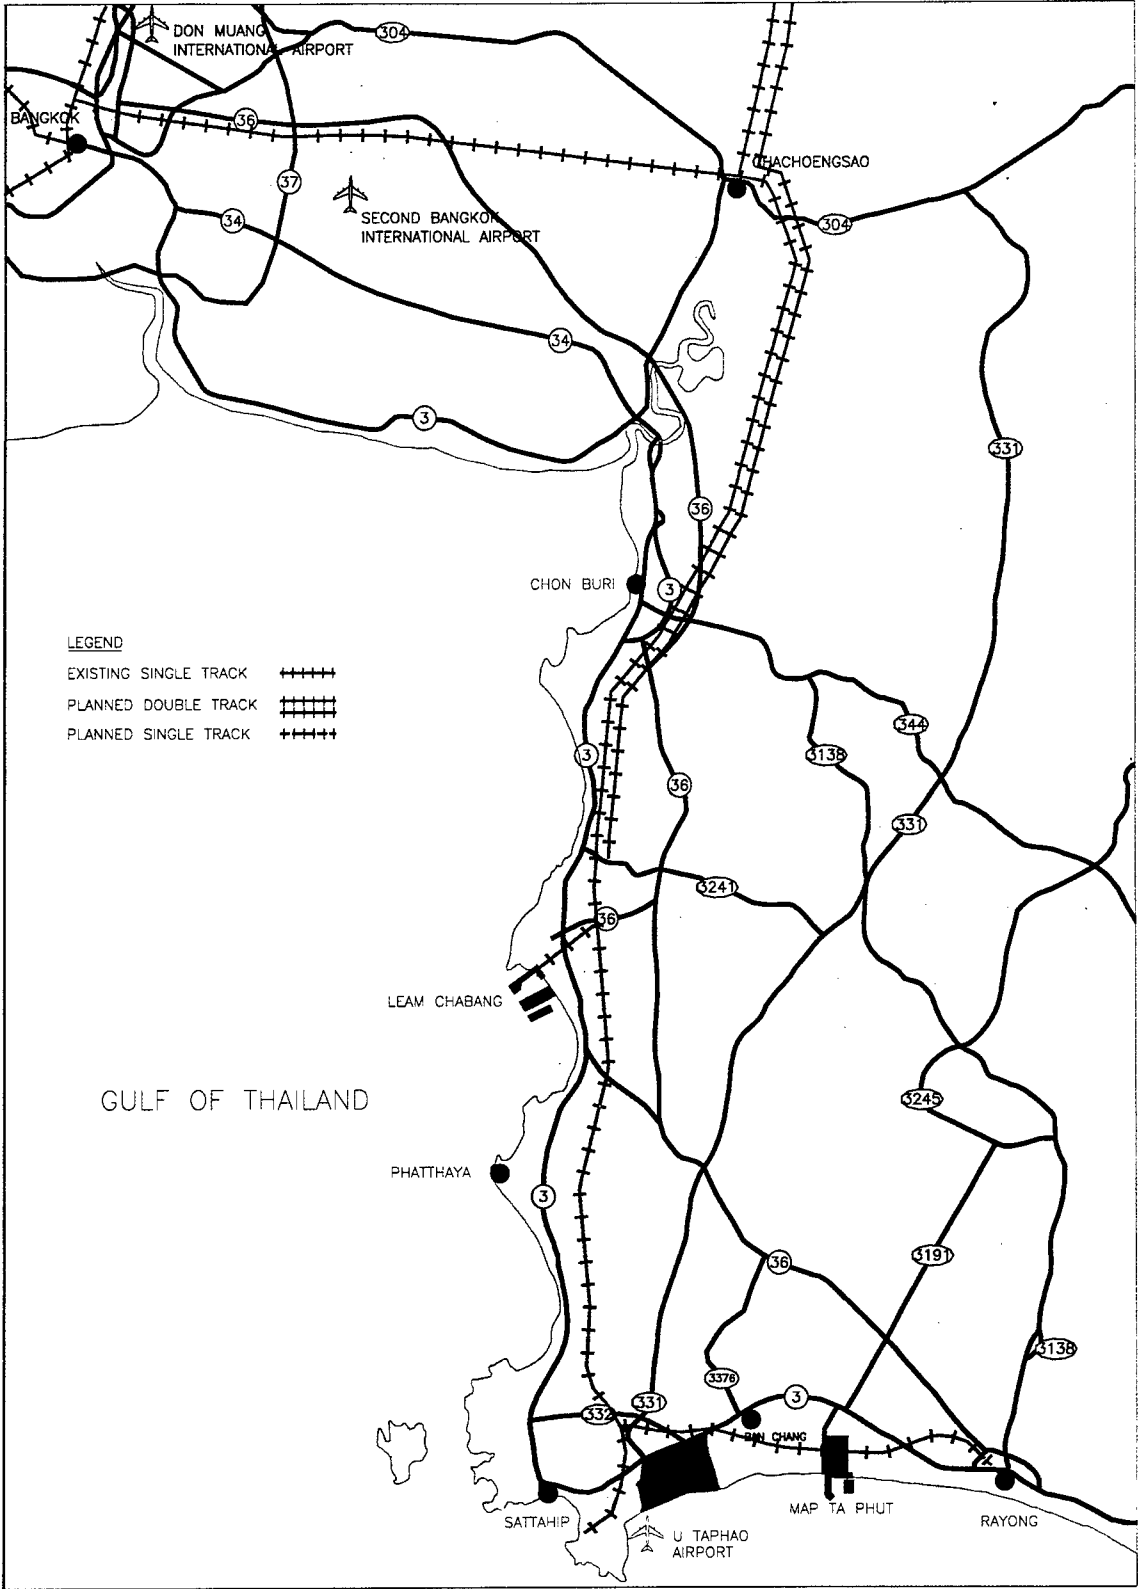 DON MUANG
INTERNATIONAL AIRPORT
304
BANGKOK
36
CHACHOENGSAO
37
SECOND BANGKOK
INTERNATIONAL AIRPORT
34
304
34
3
331
36
CHON BURI
3
LEGEND
EXISTING SINGLE TRACK
PLANNED DOUBLE TRACK
PLANNED SINGLE TRACK
344
3
3138
36
331
3241
36
LEAM CHABANG
GULF OF THAILAND
3245
PHATTHAYA
3
3191
36
3138
3376
3
331
332
BAN CHANG
MAP TA PHUT
SATTAHIP
RAYONG
U TAPHAO
AIRPORT